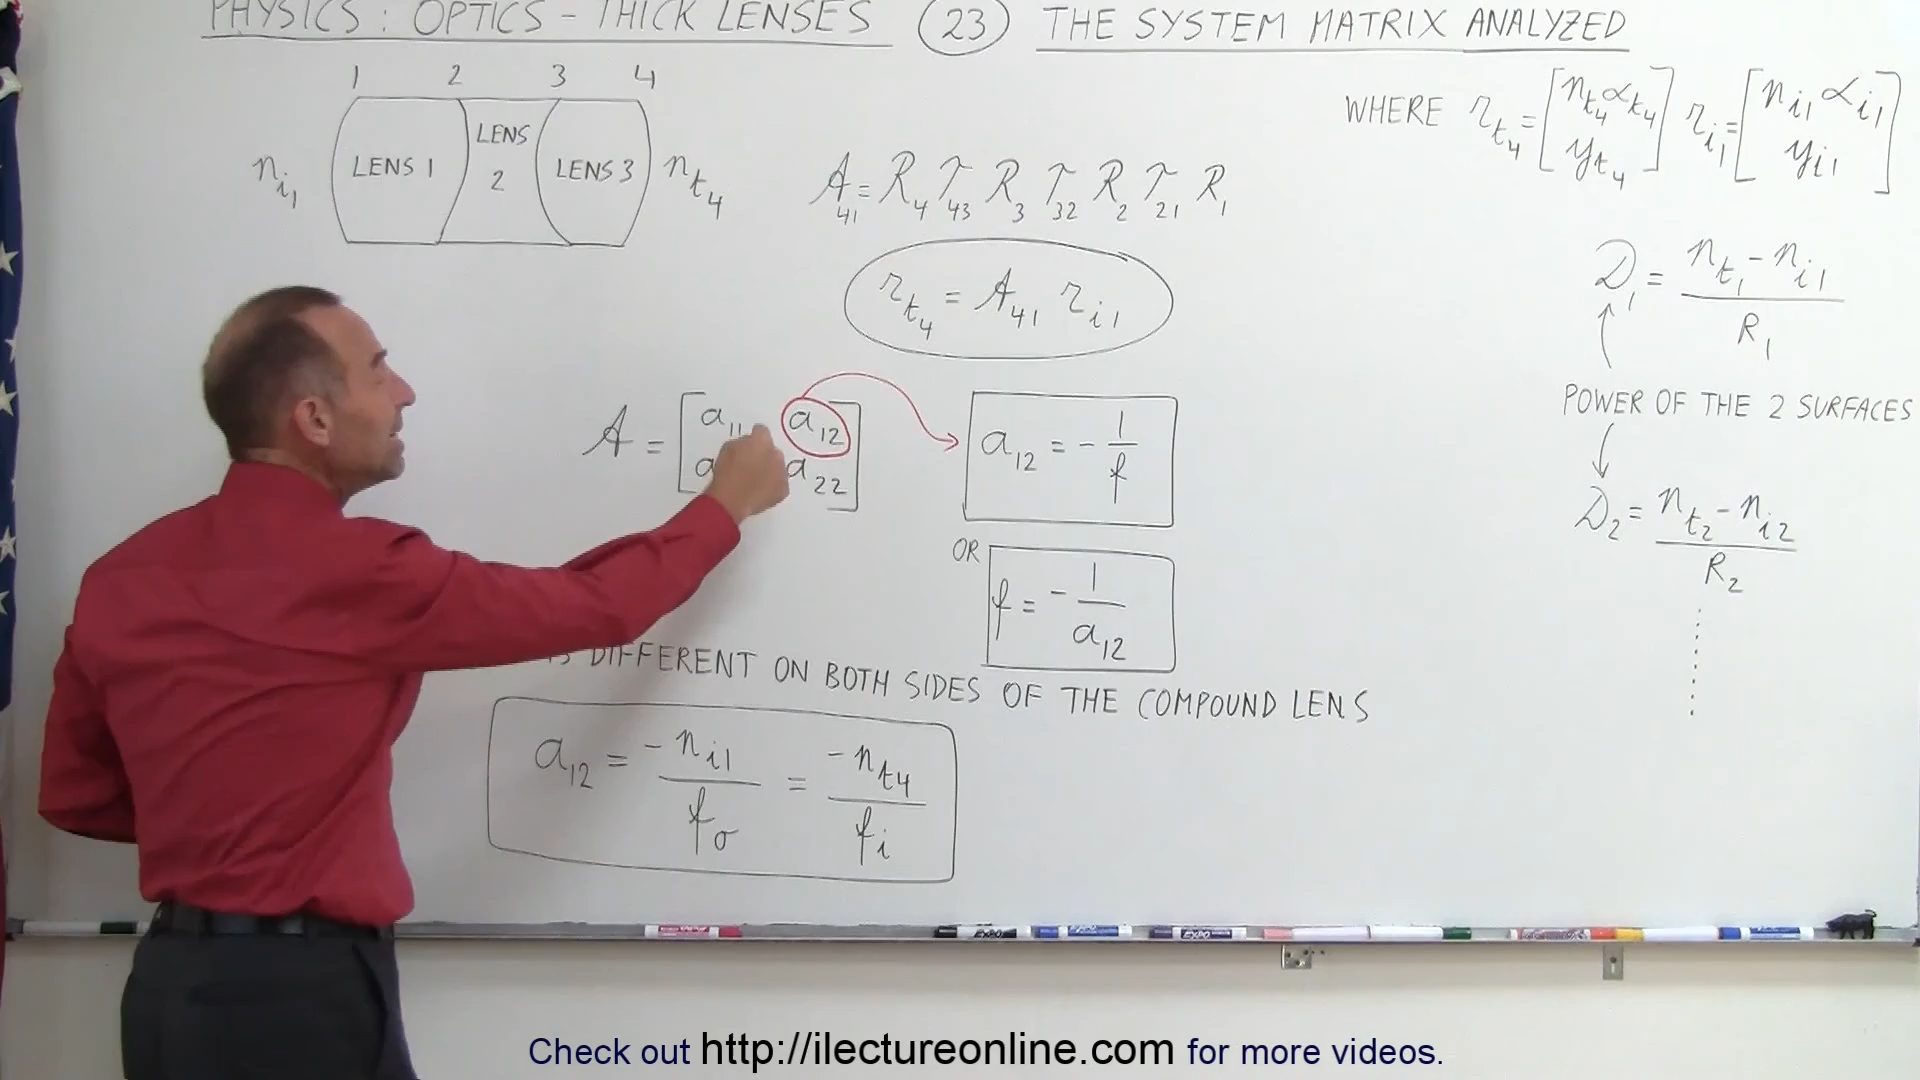 PHYSICS: OPTICS - THICK LENSES 23 THE SYSTEM MATRIX ANALYZED
1 2 3 4
n_i1 LENS 1 LENS 2 LENS 3 n_t4
A_41 = R_4 T_43 R_3 T_32 R_2 T_21 R_1
WHERE r_t4 = [n_t4 α_t4 y_t4] r_i1 = [n_i1 α_i1 y_i1]
r_t4 = A_41 r_i1
D_1 = (n_t1 - n_i1) / R_1
POWER OF THE 2 SURFACES
D_2 = (n_t2 - n_i2) / R_2
A = [a_11 a_12
a a_22]
a_12 = - 1/f
OR f = - 1/a_12
DIFFERENT ON BOTH SIDES OF THE COMPOUND LENS
a_12 = -n_i1 / f_o = -n_t4 / f_i
EXPO EXPO EXPO
Check out http://ilectureonline.com for more videos.